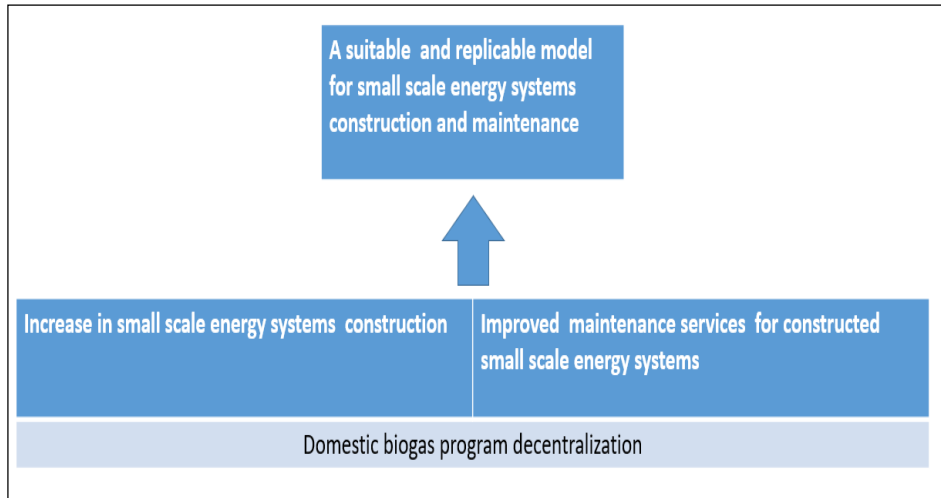 A suitable and replicable model
for small scale energy systems
construction and maintenance
Increase in small scale energy systems construction
Improved maintenance services for constructed
small scale energy systems
Domestic biogas program decentralization